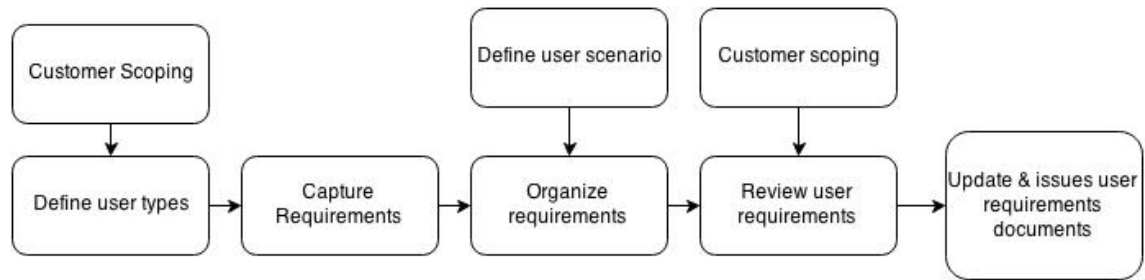 Customer Scoping
Define user scenario
Customer scoping
Define user types
Capture
Requirements
Organize
requirements
Review user
requirements
Update & issues user
requirements
documents